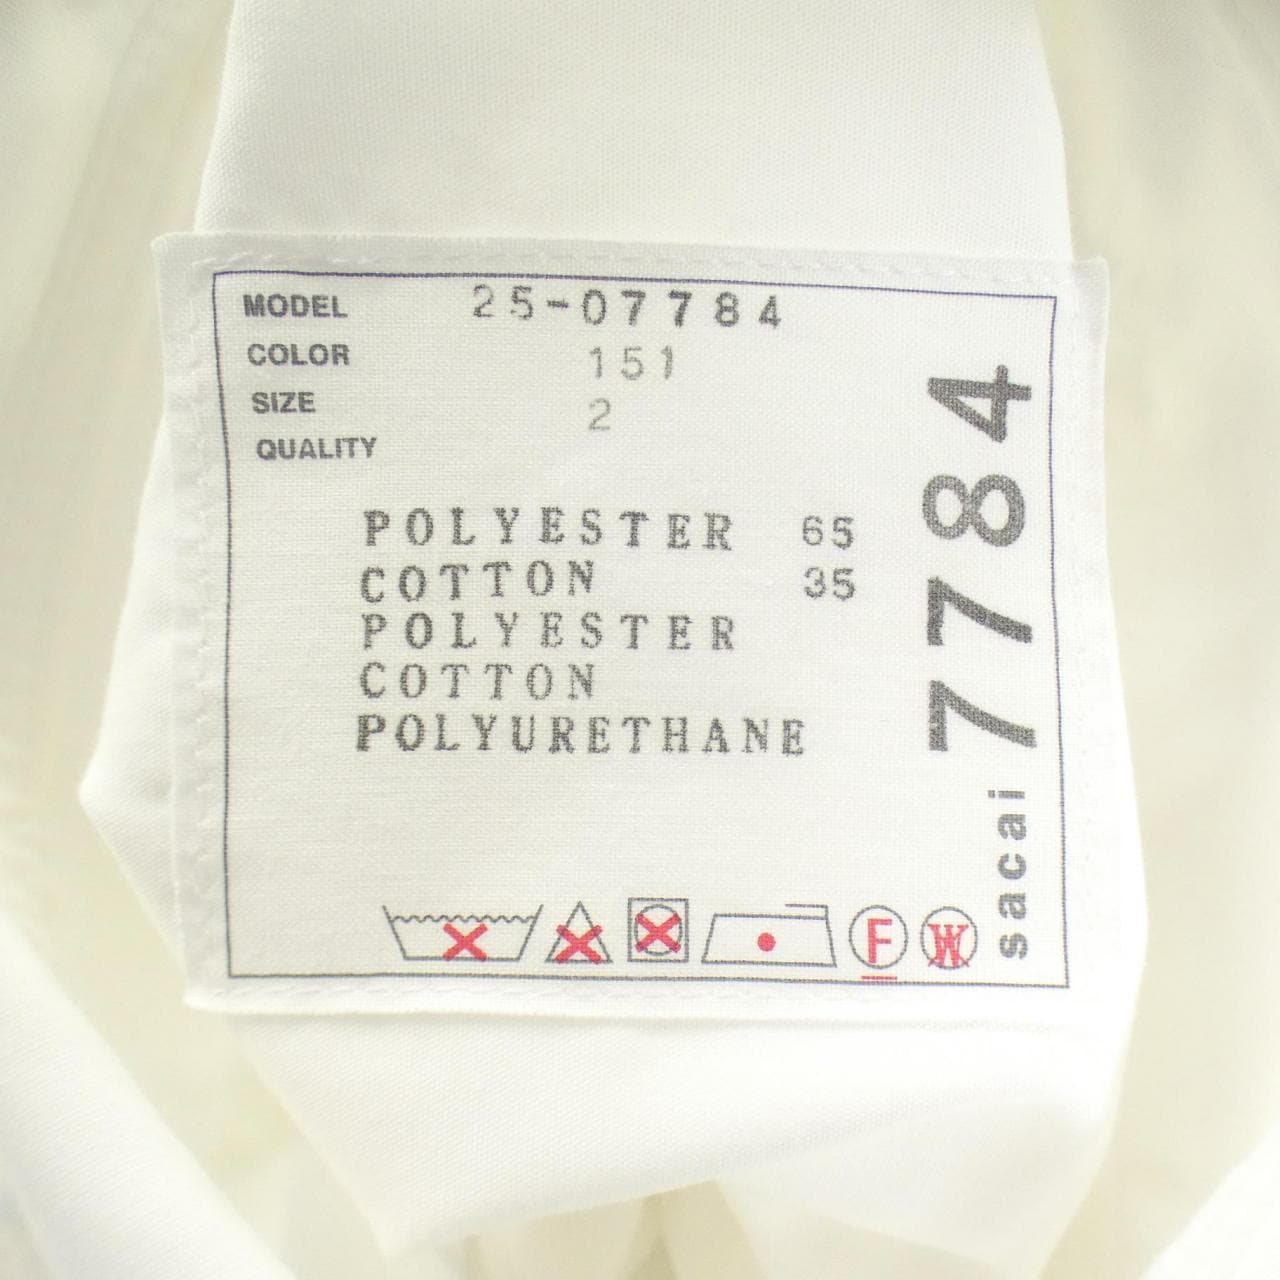 MODEL 25-07784
COLOR 151
SIZE 2
QUALITY
POLYESTER 65
COTTON 35
POLYESTER
COTTON
POLYURETHANE
F W
sacai 7784